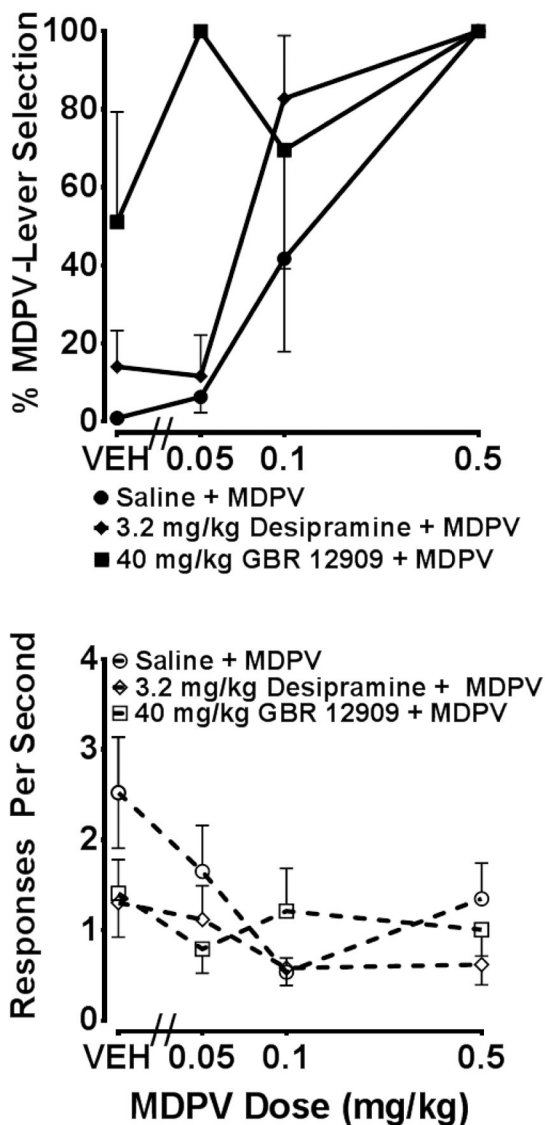 % MDPV-Lever Selection
100
80
60
40
20
0
VEH 0.05 0.1 0.5
Saline + MDPV
3.2 mg/kg Desipramine + MDPV
40 mg/kg GBR 12909 + MDPV
Responses Per Second
4
3
2
1
0
Saline + MDPV
3.2 mg/kg Desipramine + MDPV
40 mg/kg GBR 12909 + MDPV
VEH 0.05 0.1 0.5
MDPV Dose (mg/kg)